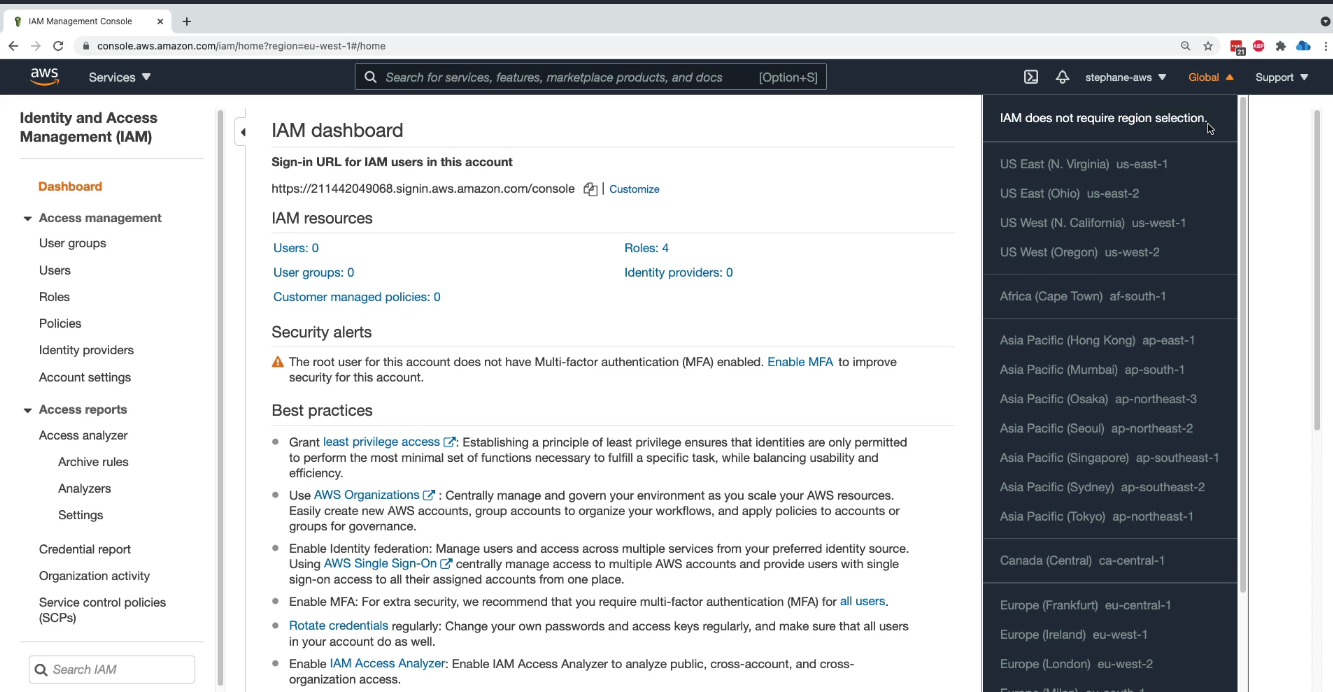 IAM Management Console
console.aws.amazon.com/iam/home?region=eu-west-1#/home
21
ABP
aws
Services
Search for services, features, marketplace products, and docs
[Option+S]
stephane-aws
Global
Support
Identity and Access
Management (IAM)
Dashboard
Access management
User groups
Users
Roles
Policies
Identity providers
Account settings
Access reports
Access analyzer
Archive rules
Analyzers
Settings
Credential report
Organization activity
Service control policies
(SCPs)
Search IAM
IAM dashboard
Sign-in URL for IAM users in this account
https://211442049068.signin.aws.amazon.com/console | Customize
IAM resources
Users: 0
Roles: 4
User groups: 0
Identity providers: 0
Customer managed policies: 0
Security alerts
The root user for this account does not have Multi-factor authentication (MFA) enabled. Enable MFA to improve
security for this account.
Best practices
Grant least privilege access : Establishing a principle of least privilege ensures that identities are only permitted
to perform the most minimal set of functions necessary to fulfill a specific task, while balancing usability and
efficiency.
Use AWS Organizations : Centrally manage and govern your environment as you scale your AWS resources.
Easily create new AWS accounts, group accounts to organize your workflows, and apply policies to accounts or
groups for governance.
Enable Identity federation: Manage users and access across multiple services from your preferred identity source.
Using AWS Single Sign-On centrally manage access to multiple AWS accounts and provide users with single
sign-on access to all their assigned accounts from one place.
Enable MFA: For extra security, we recommend that you require multi-factor authentication (MFA) for all users.
Rotate credentials regularly: Change your own passwords and access keys regularly, and make sure that all users
in your account do as well.
Enable IAM Access Analyzer: Enable IAM Access Analyzer to analyze public, cross-account, and cross-
organization access.
IAM does not require region selection.
US East (N. Virginia) us-east-1
US East (Ohio) us-east-2
US West (N. California) us-west-1
US West (Oregon) us-west-2
Africa (Cape Town) af-south-1
Asia Pacific (Hong Kong) ap-east-1
Asia Pacific (Mumbai) ap-south-1
Asia Pacific (Osaka) ap-northeast-3
Asia Pacific (Seoul) ap-northeast-2
Asia Pacific (Singapore) ap-southeast-1
Asia Pacific (Sydney) ap-southeast-2
Asia Pacific (Tokyo) ap-northeast-1
Canada (Central) ca-central-1
Europe (Frankfurt) eu-central-1
Europe (Ireland) eu-west-1
Europe (London) eu-west-2
Europe (Milan) eu-south-1